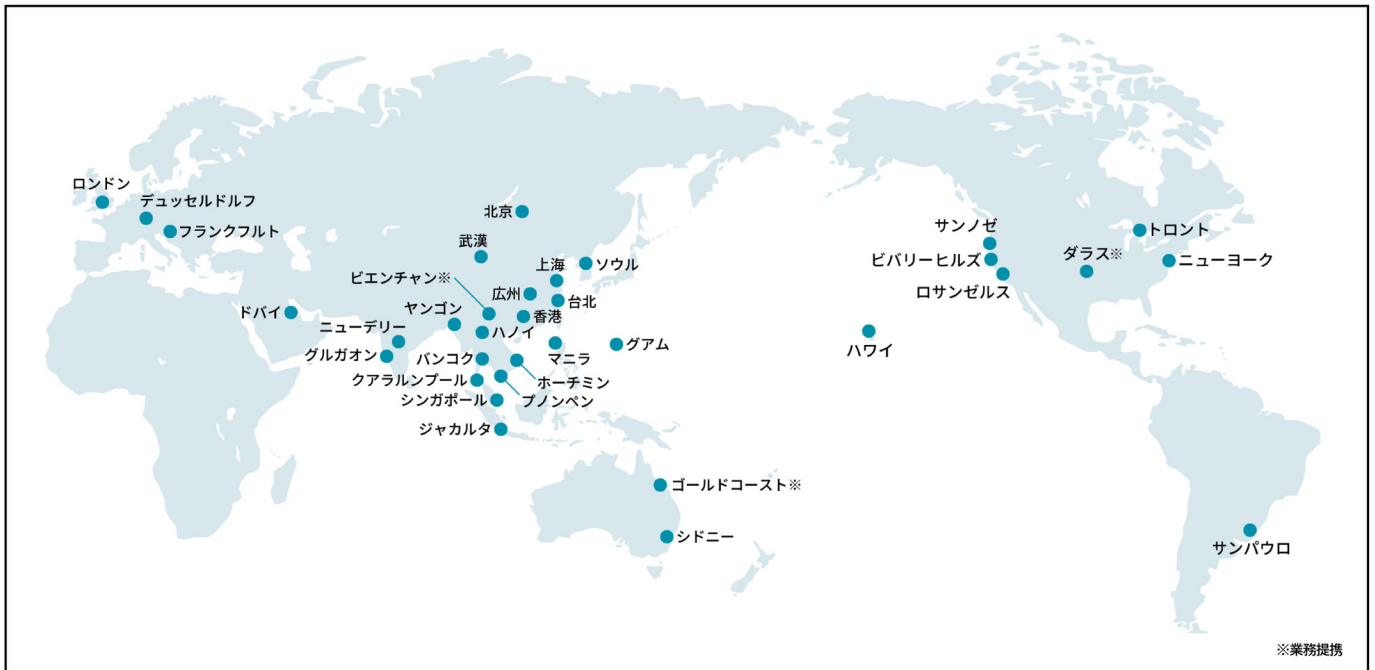 ロンドン
デュッセルドルフ
フランクフルト
北京
武漢
ビエンチャン※
上海
ソウル
広州
台北
ヤンゴン
香港
ドバイ
ニューデリー
ハノイ
グルガオン
バンコク
マニラ
グアム
クアラルンプール
ホーチミン
シンガポール
プノンペン
ジャカルタ
ゴールドコースト※
シドニー
サンノゼ
ビバリーヒルズ
ロサンゼルス
ダラス※
トロント
ニューヨーク
ハワイ
サンパウロ
※業務提携